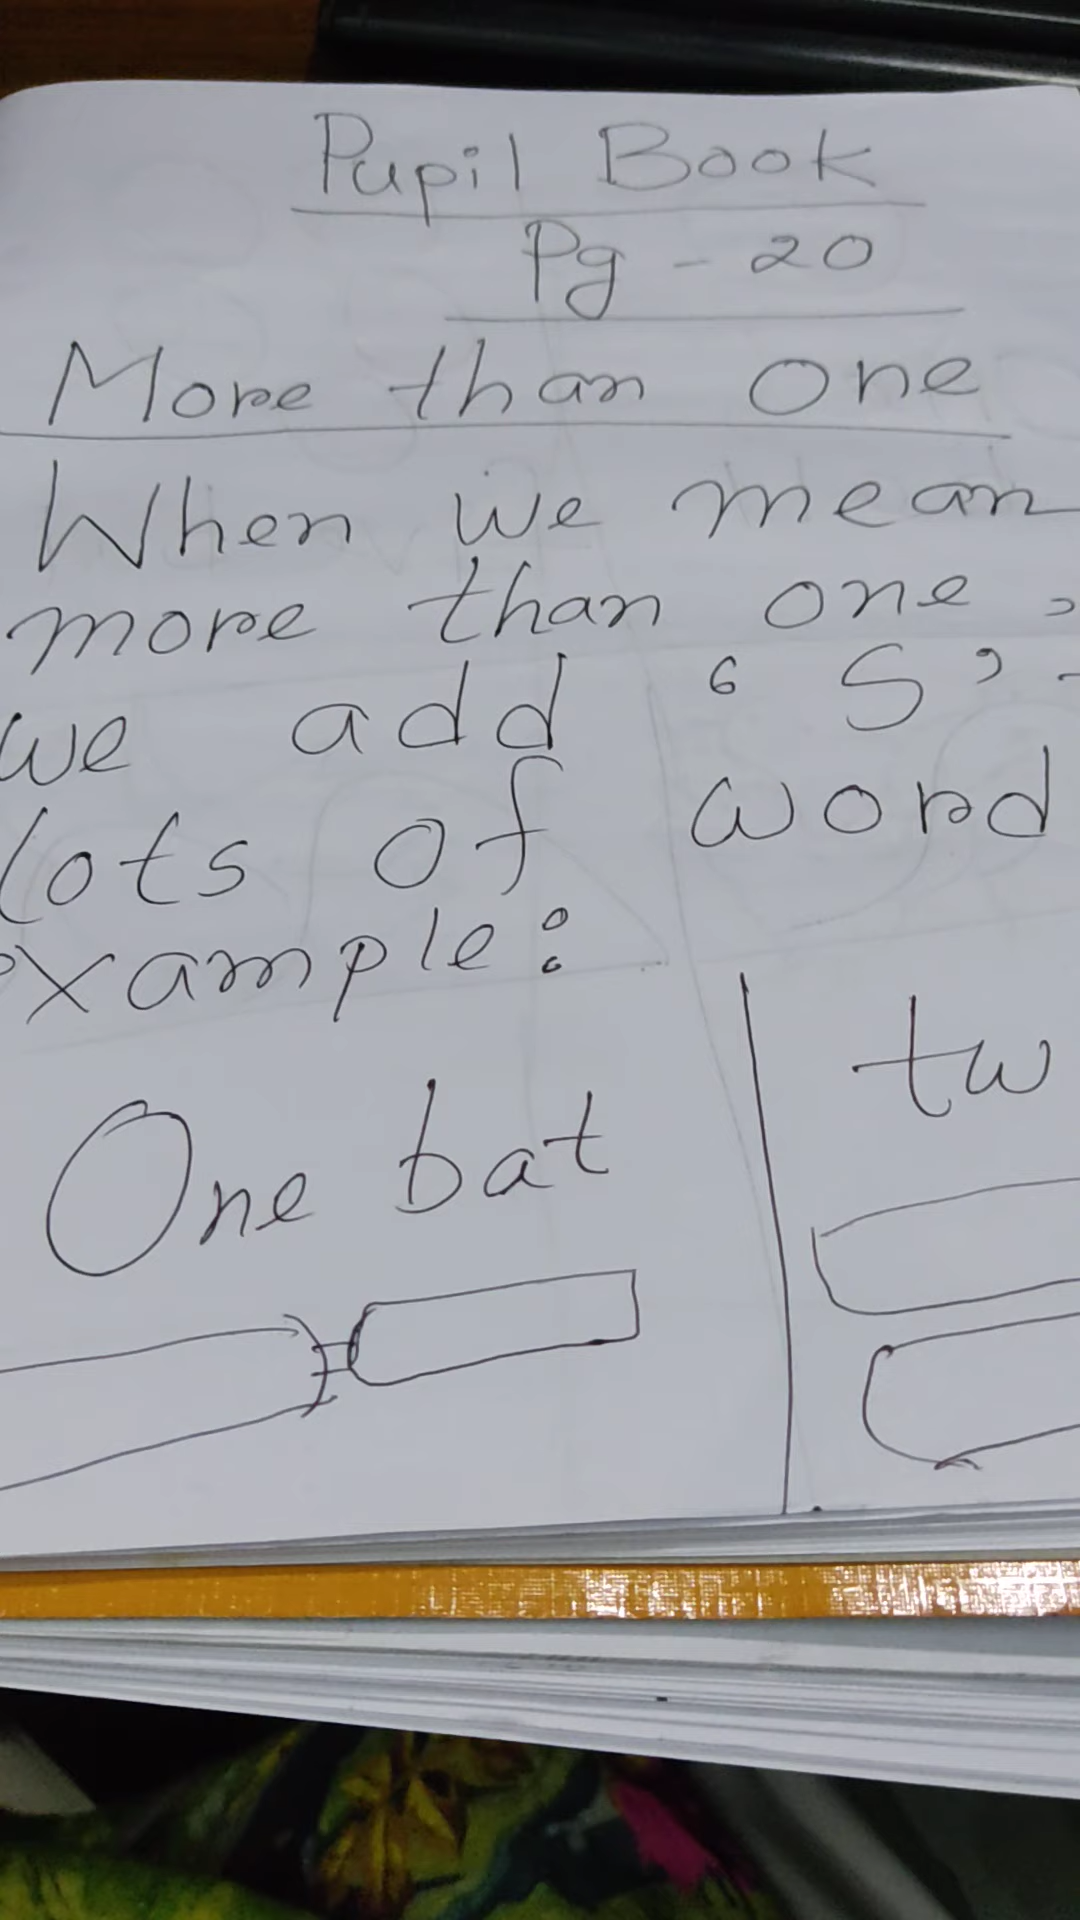 Pupil Book
Pg - 20
More than one
When we mean
more than one,
we add ' S '
lots of word
example:
One bat
tw